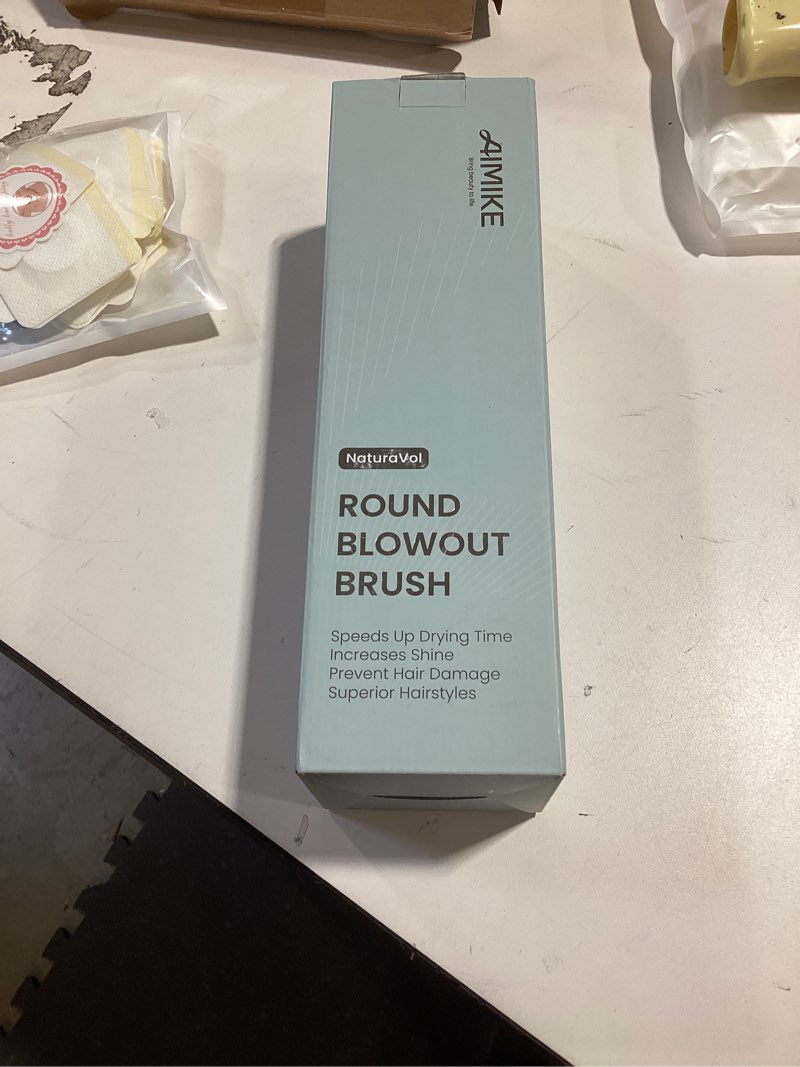 AIMIKE
Bring beauty to life
NaturaVol
ROUND
BLOWOUT
BRUSH
Speeds Up Drying Time
Increases Shine
Prevent Hair Damage
Superior Hairstyles